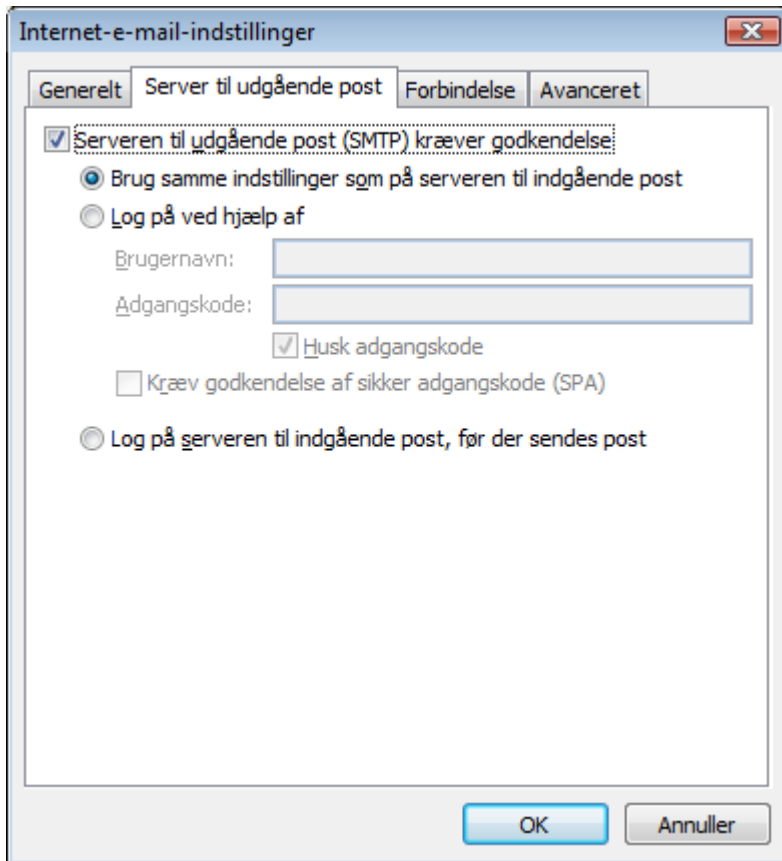 Internet-e-mail-indstillinger
Generelt Server til udgående post Forbindelse Avanceret
Serveren til udgående post (SMTP) kræver godkendelse
Brug samme indstillinger som på serveren til indgående post
Log på ved hjælp af
Brugernavn:
Adgangskode:
Husk adgangskode
Kræv godkendelse af sikker adgangskode (SPA)
Log på serveren til indgående post, før der sendes post
OK Annuller